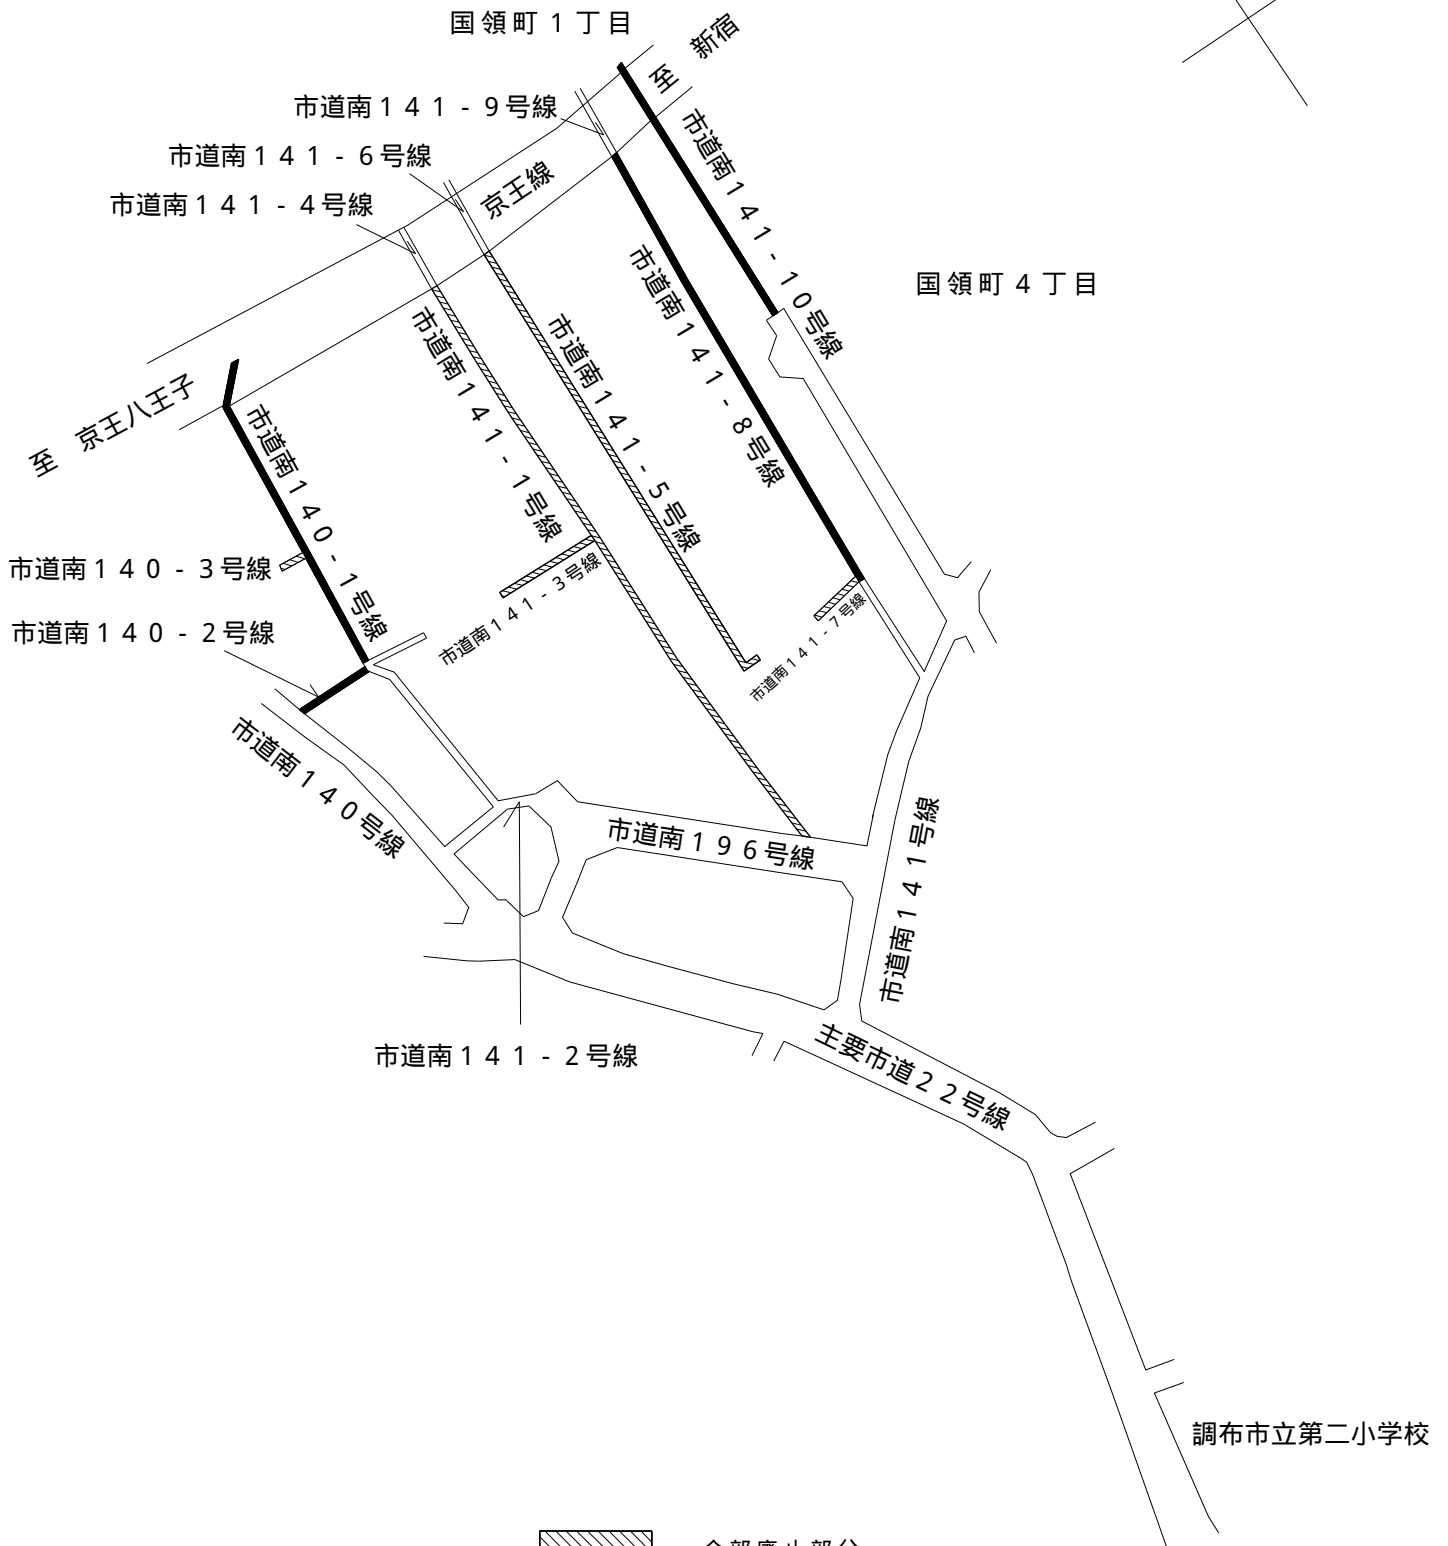 国領町１丁目
至　新宿
市道南１４１-９号線
市道南１４１-６号線
市道南１４１-４号線
京王線
市道南１４１-１０号線
国領町４丁目
市道南１４１-８号線
市道南１４１-５号線
市道南１４１-１号線
至　京王八王子
市道南１４０-１号線
市道南１４０-３号線
市道南１４１-３号線
市道南１４１-７号線
市道南１４０-２号線
市道南１４０号線
市道南１９６号線
市道南１４１号線
市道南１４１-２号線
主要市道２２号線
調布市立第二小学校